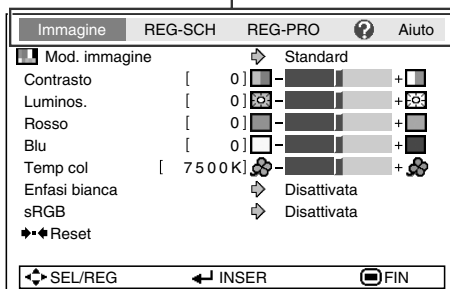 Immagine REG-SCH REG-PRO ? Aiuto
Mod. immagine Standard
Contrasto [ 0] - +
Luminos. [ 0] - +
Rosso [ 0] - +
Blu [ 0] - +
Temp col [ 7500K] - +
Enfasi bianca Disattivata
sRGB Disattivata
Reset
SEL/REG INSER FIN